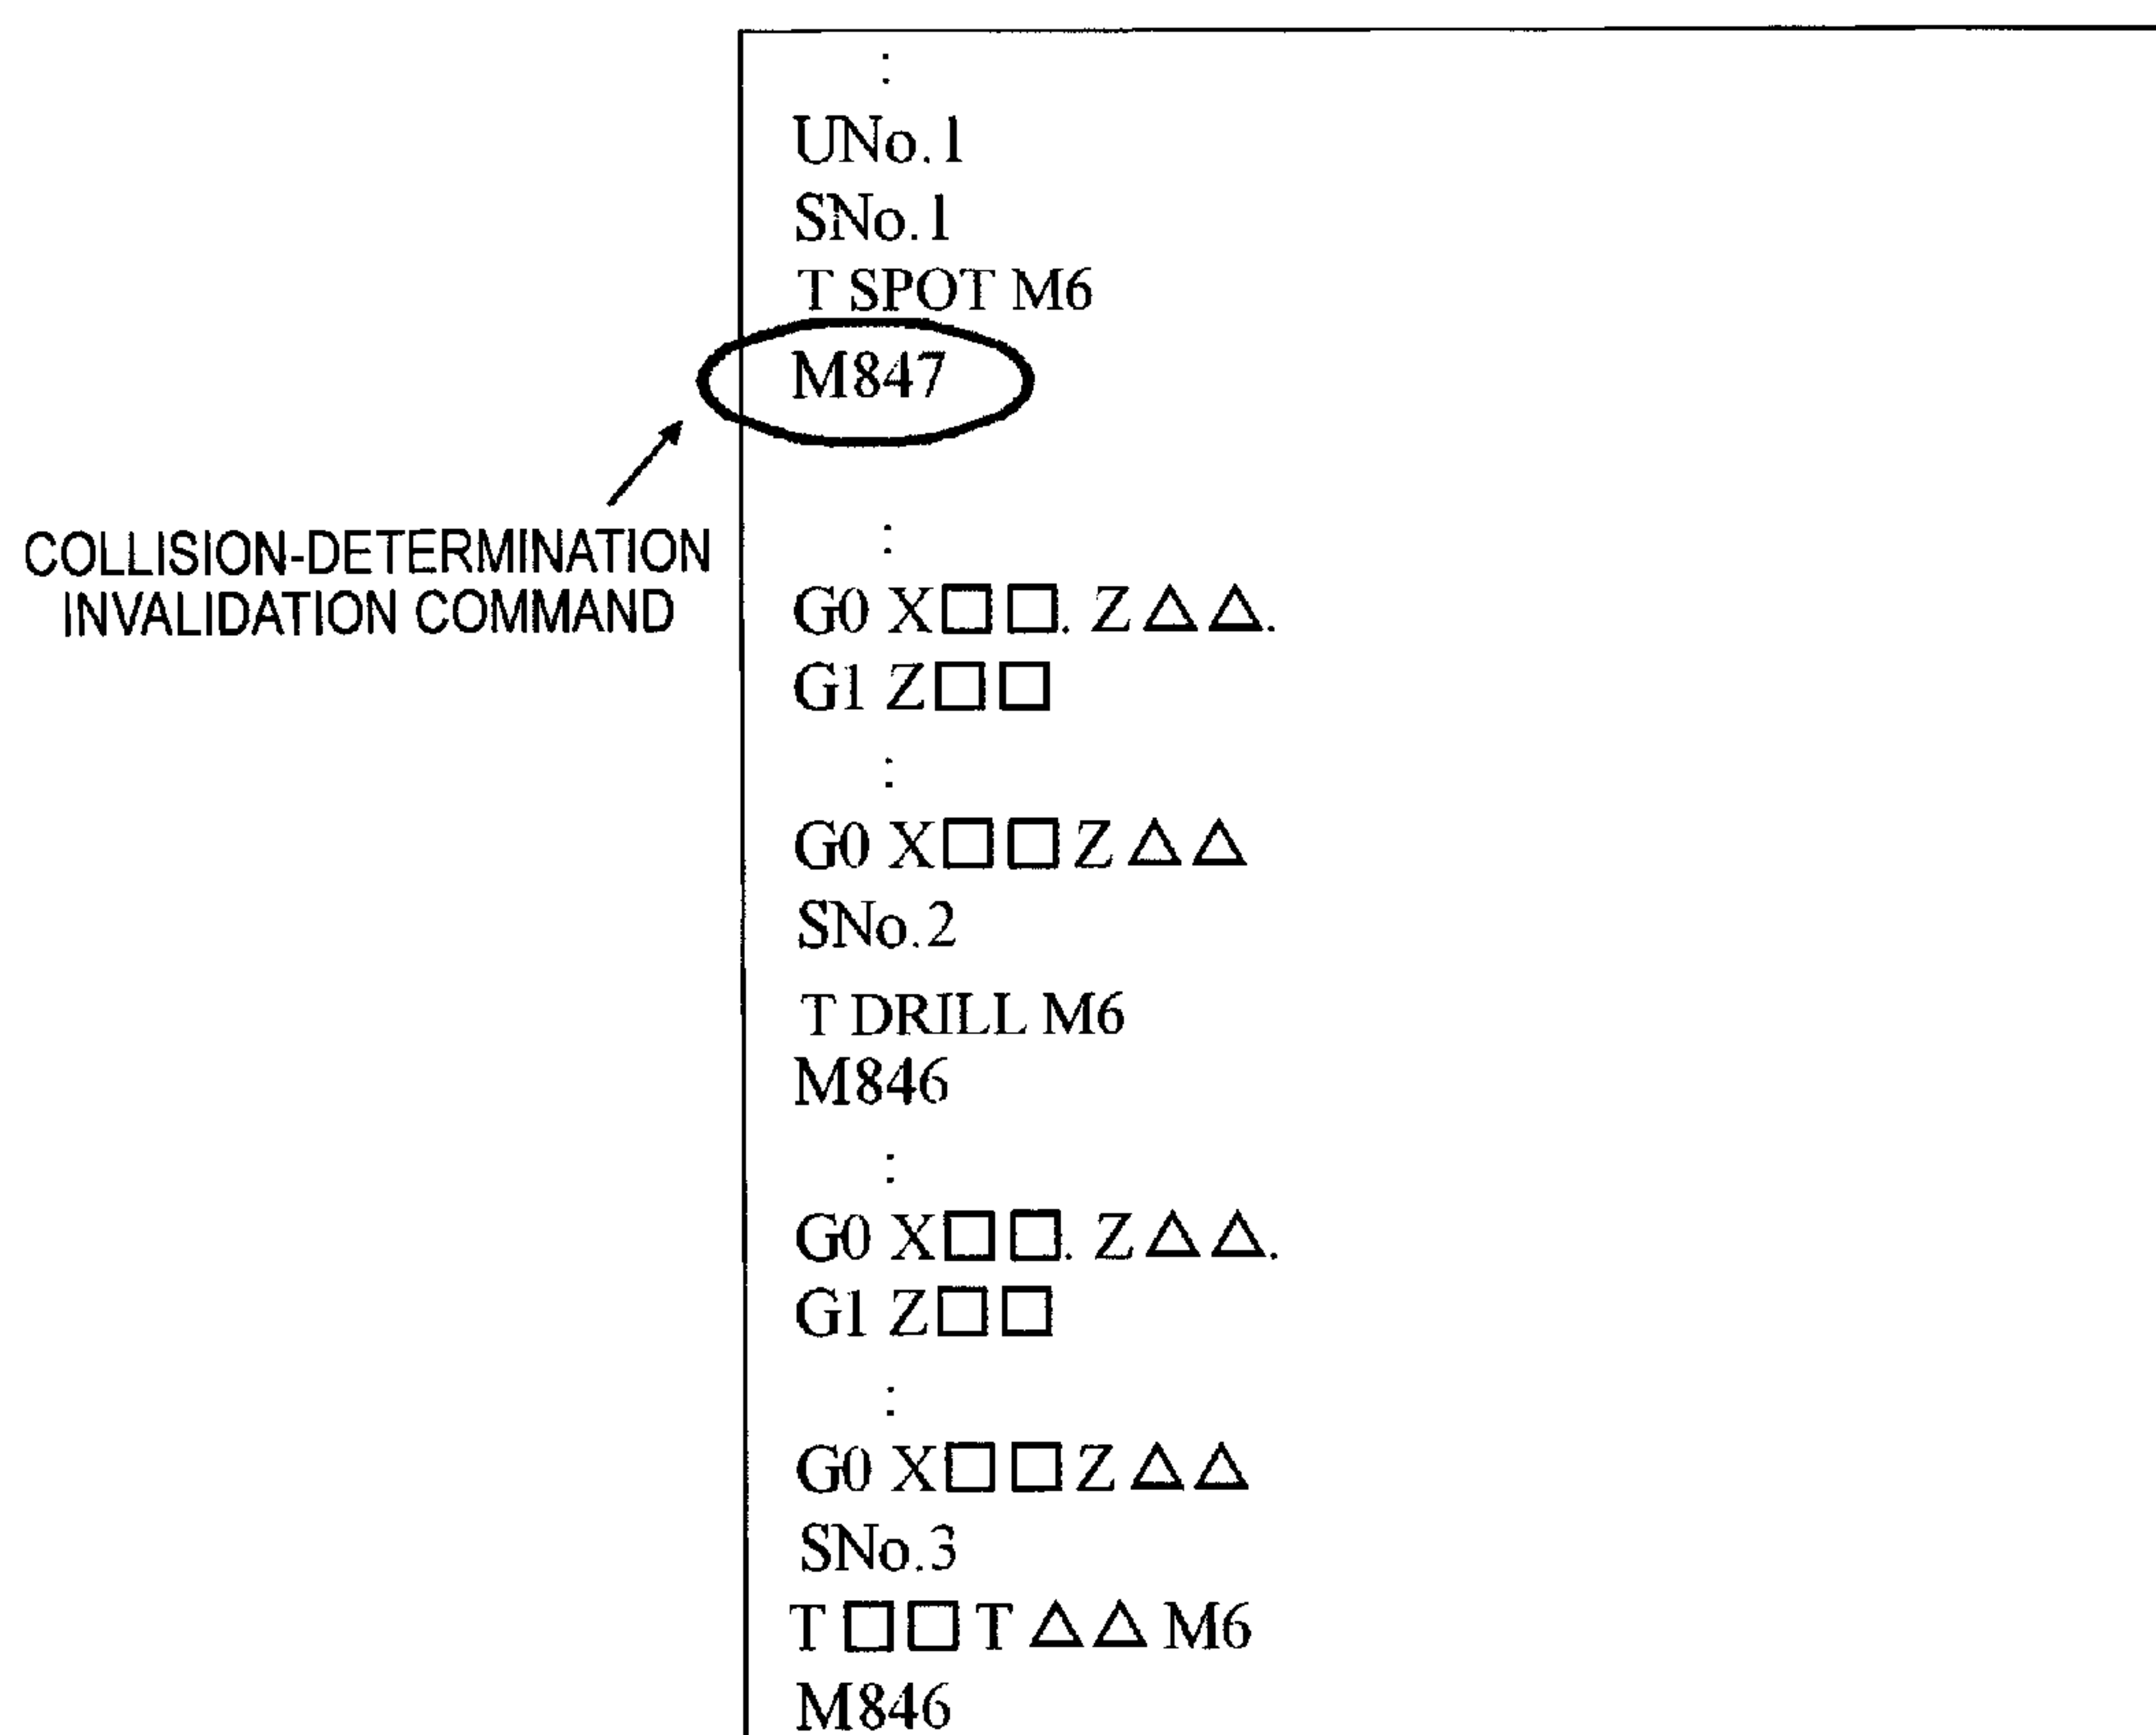 :
UNo.1
SNo.1
T SPOT M6
M847
COLLISION-DETERMINATION
INVALIDATION COMMAND
:
G0 X□□. Z△△.
G1 Z□□
:
G0 X□□Z△△
SNo.2
T DRILL M6
M846
:
G0 X□□. Z△△.
G1 Z□□
:
G0 X□□Z△△
SNo.3
T□□T△△M6
M846